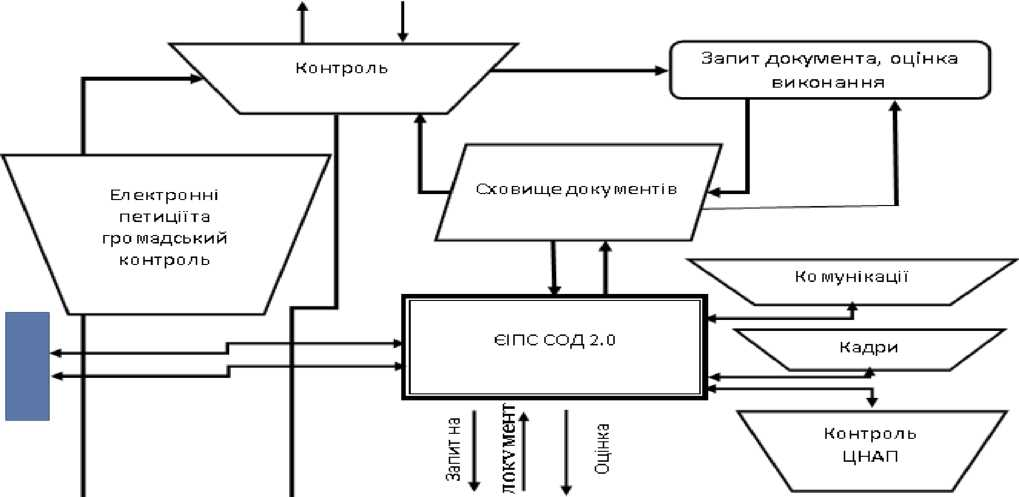 Контроль
Запит документа, оцінка
виконання
Електронні
петиціїта
громадський
контроль
Сховище документів
Комунікації
ЄІПС СОД 2.0
Кадри
Контроль
ЦНАП
Запит на
документ
Оцінка